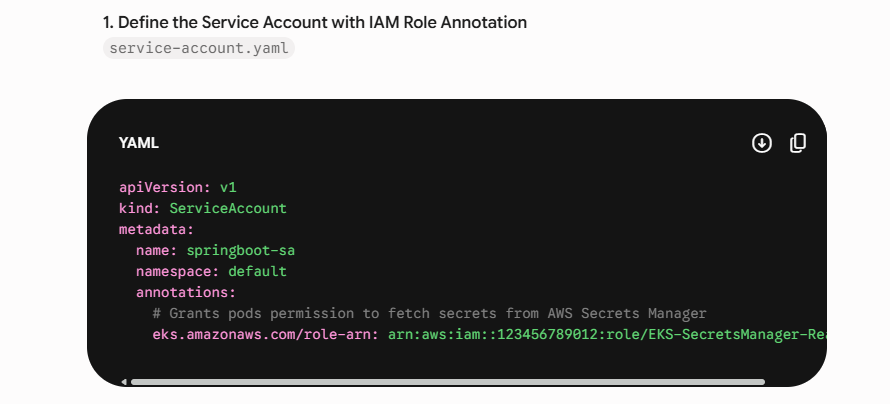 1. Define the Service Account with IAM Role Annotation
service-account.yaml
YAML
apiVersion: v1
kind: ServiceAccount
metadata:
  name: springboot-sa
  namespace: default
  annotations:
    # Grants pods permission to fetch secrets from AWS Secrets Manager
    eks.amazonaws.com/role-arn: arn:aws:iam::123456789012:role/EKS-SecretsManager-Rea